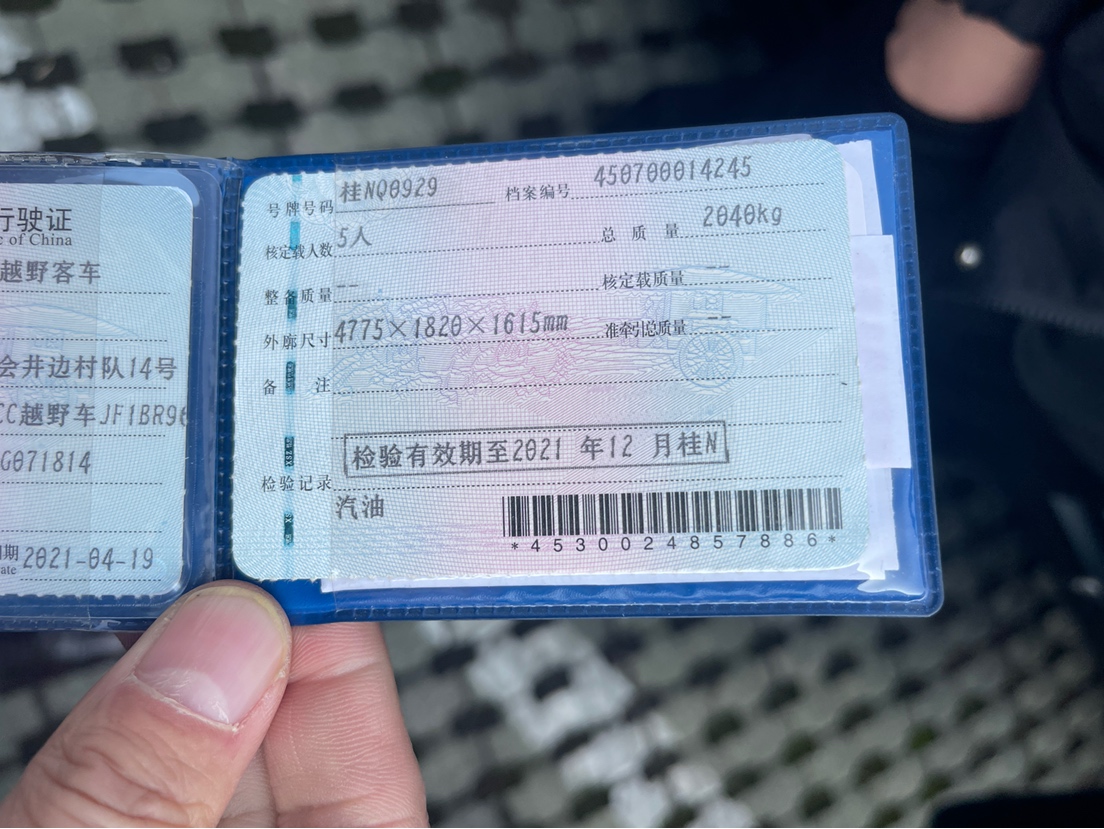 行驶证
c of China
越野客车
会井边村队14号
CC越野车JF1BR96
G071814
期 2021-04-19
ate
号牌号码 桂NQ0929 档案编号 450700014245
核定载人数 5人 总质量 2040kg
整备质量 -- 核定载质量 --
外廓尺寸 4775×1820×1615mm 准牵引总质量 --
备注
检验有效期至2021 年12 月桂N
检验记录
汽油
*4530024857886*